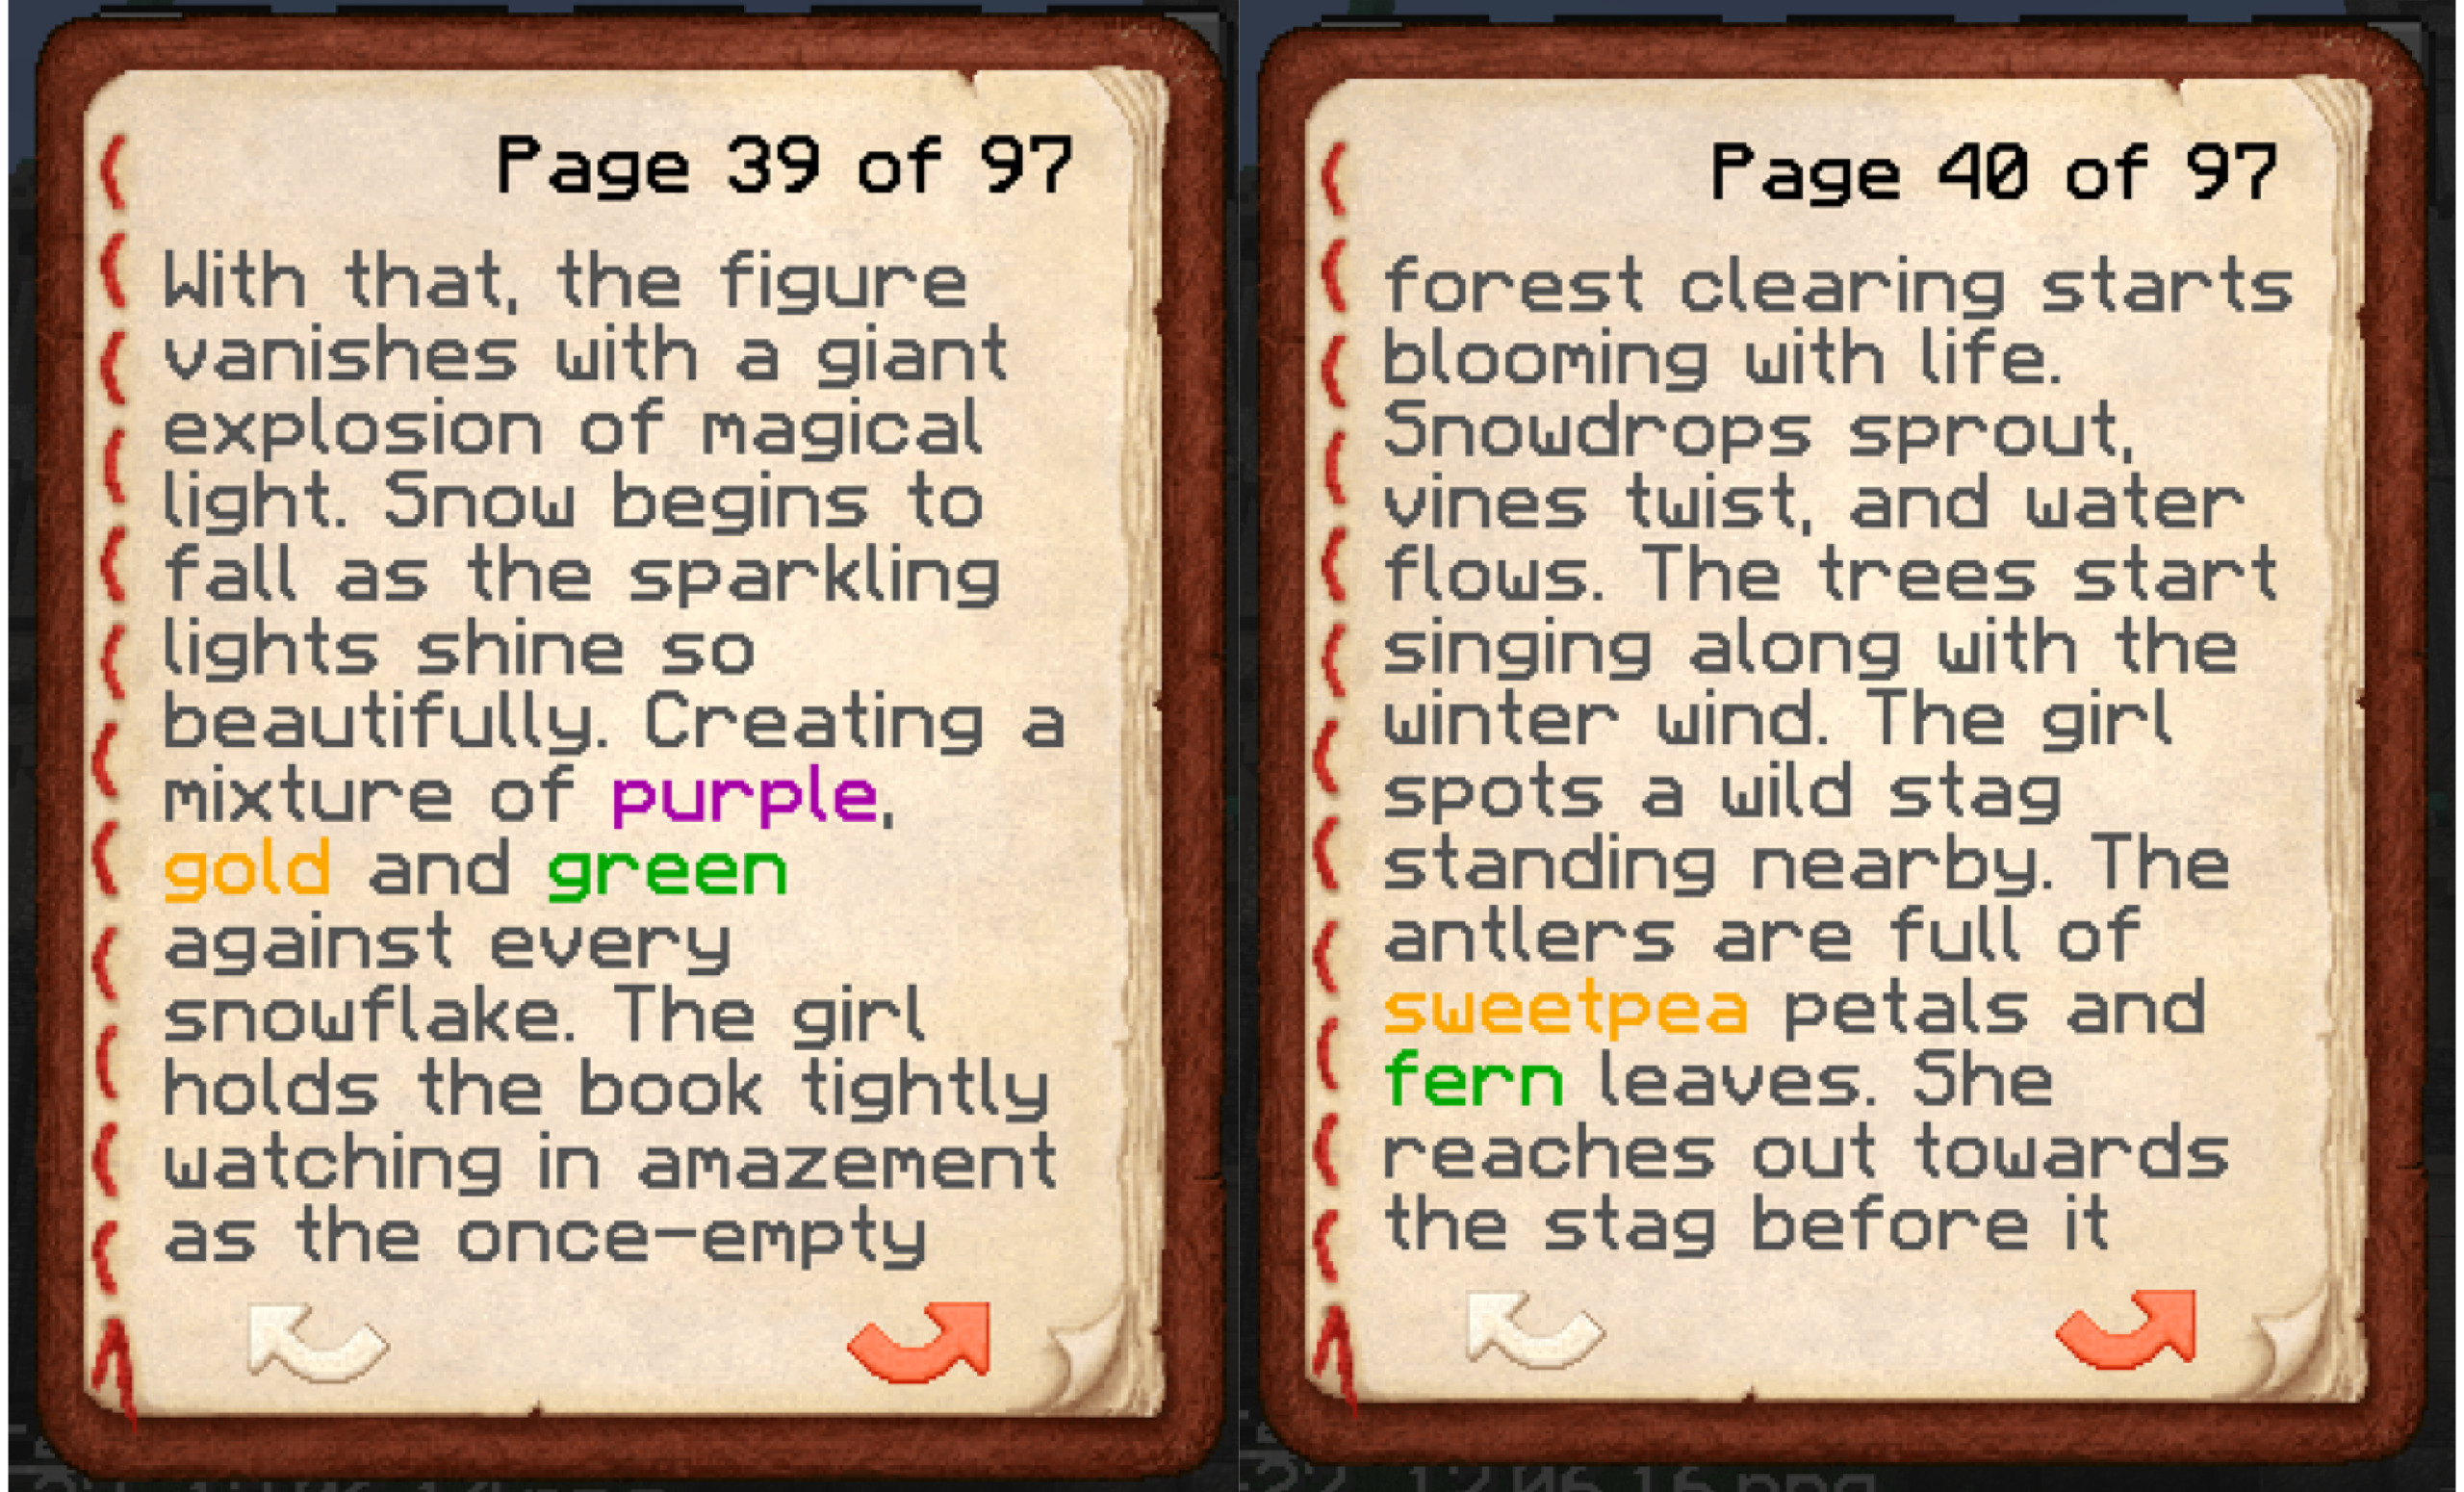 Page 39 of 97
With that, the figure
vanishes with a giant
explosion of magical
light. Snow begins to
fall as the sparkling
lights shine so
beautifully. Creating a
mixture of purple,
gold and green
against every
snowflake. The girl
holds the book tightly
watching in amazement
as the once-empty
Page 40 of 97
forest clearing starts
blooming with life.
Snowdrops sprout,
vines twist, and water
flows. The trees start
singing along with the
winter wind. The girl
spots a wild stag
standing nearby. The
antlers are full of
sweetpea petals and
fern leaves. She
reaches out towards
the stag before it